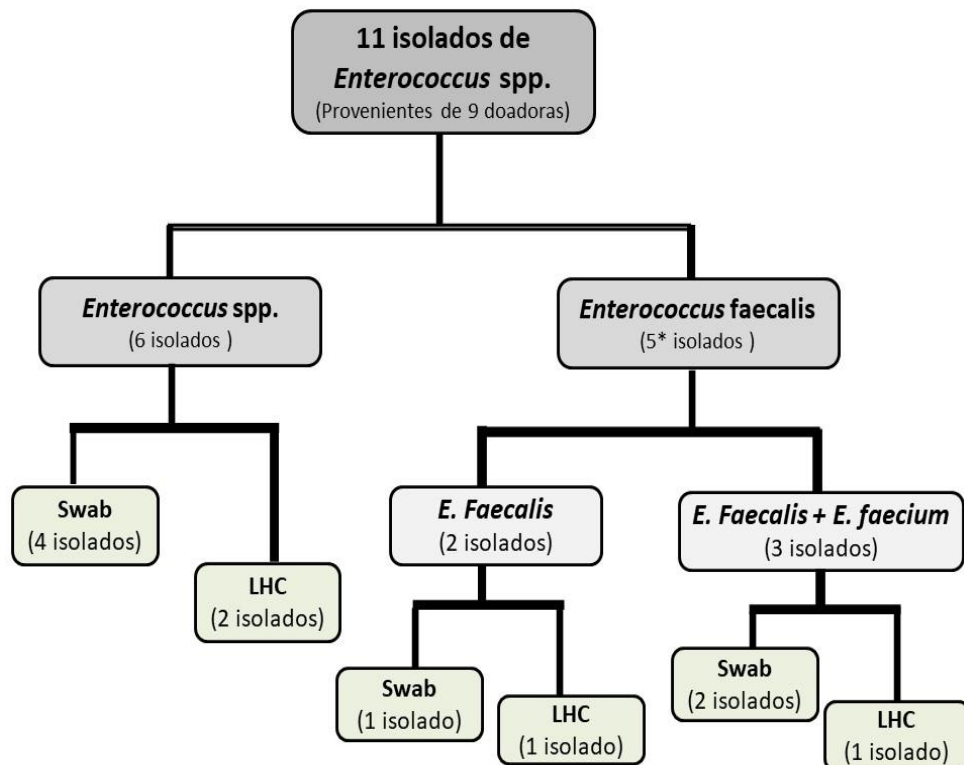 11 isolados de
Enterococcus spp.
(Provenientes de 9 doadoras)
Enterococcus spp.
(6 isolados )
Enterococcus faecalis
(5* isolados )
Swab
(4 isolados)
LHC
(2 isolados)
E. Faecalis
(2 isolados)
E. Faecalis + E. faecium
(3 isolados)
Swab
(1 isolado)
LHC
(1 isolado)
Swab
(2 isolados)
LHC
(1 isolado)